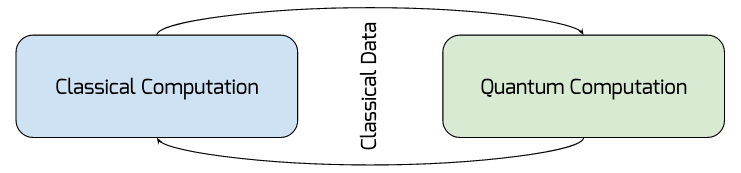 Classical Computation
Classical Data
Quantum Computation